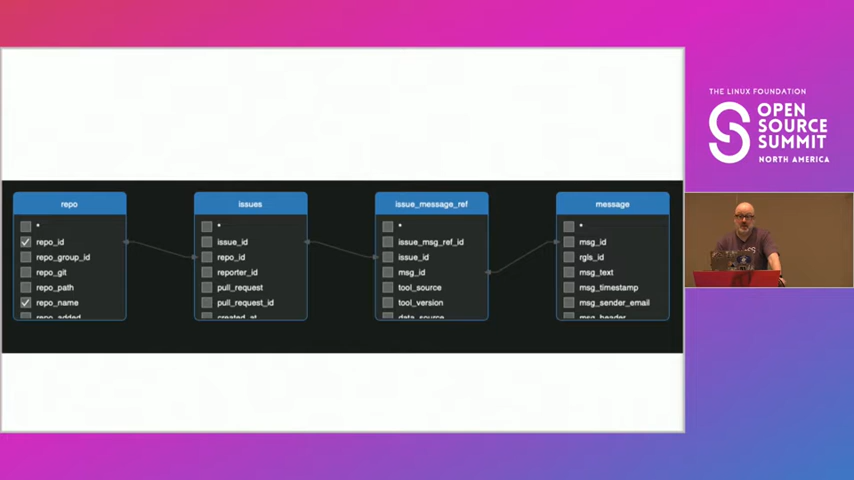 THE LINUX FOUNDATION
OPEN
SOURCE
SUMMIT
NORTH AMERICA
repo
*
repo_id
repo_group_id
repo_git
repo_path
repo_name
repo_added
issues
*
issue_id
repo_id
reporter_id
pull_request
pull_request_id
created_at
issue_message_ref
*
issue_msg_ref_id
issue_id
msg_id
tool_source
tool_version
data_source
message
*
msg_id
rgls_id
msg_text
msg_timestamp
msg_sender_email
msg_header